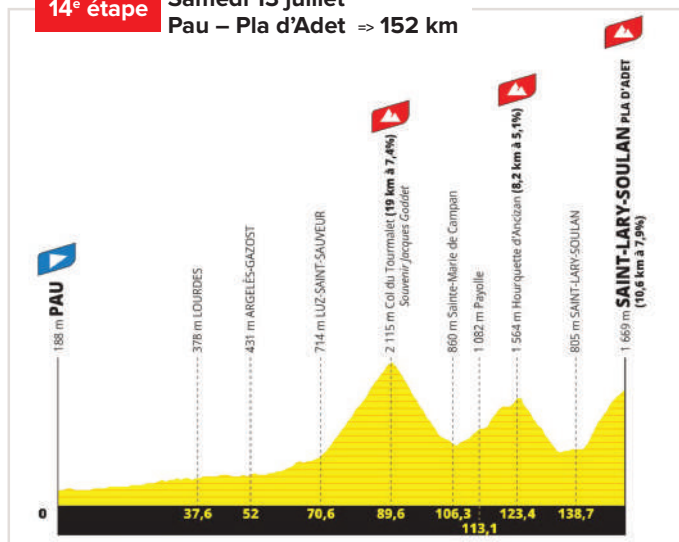 14e étape
Samedi 13 juillet
Pau – Pla d'Adet => 152 km
188 m PAU
378 m LOURDES
431 m ARGELÈS-GAZOST
714 m LUZ-SAINT-SAUVEUR
2 115 m Col du Tourmalet (19 km à 7,4%)
Souvenir Jacques Goddet
860 m Sainte-Marie de Campan
1 082 m Payolle
1 564 m Hourquette d'Ancizan (8,2 km à 5,1%)
805 m SAINT-LARY-SOULAN
1 669 m SAINT-LARY-SOULAN PLA D'ADET
(10,6 km à 7,9%)
0
37,6
52
70,6
89,6
106,3
113,1
123,4
138,7